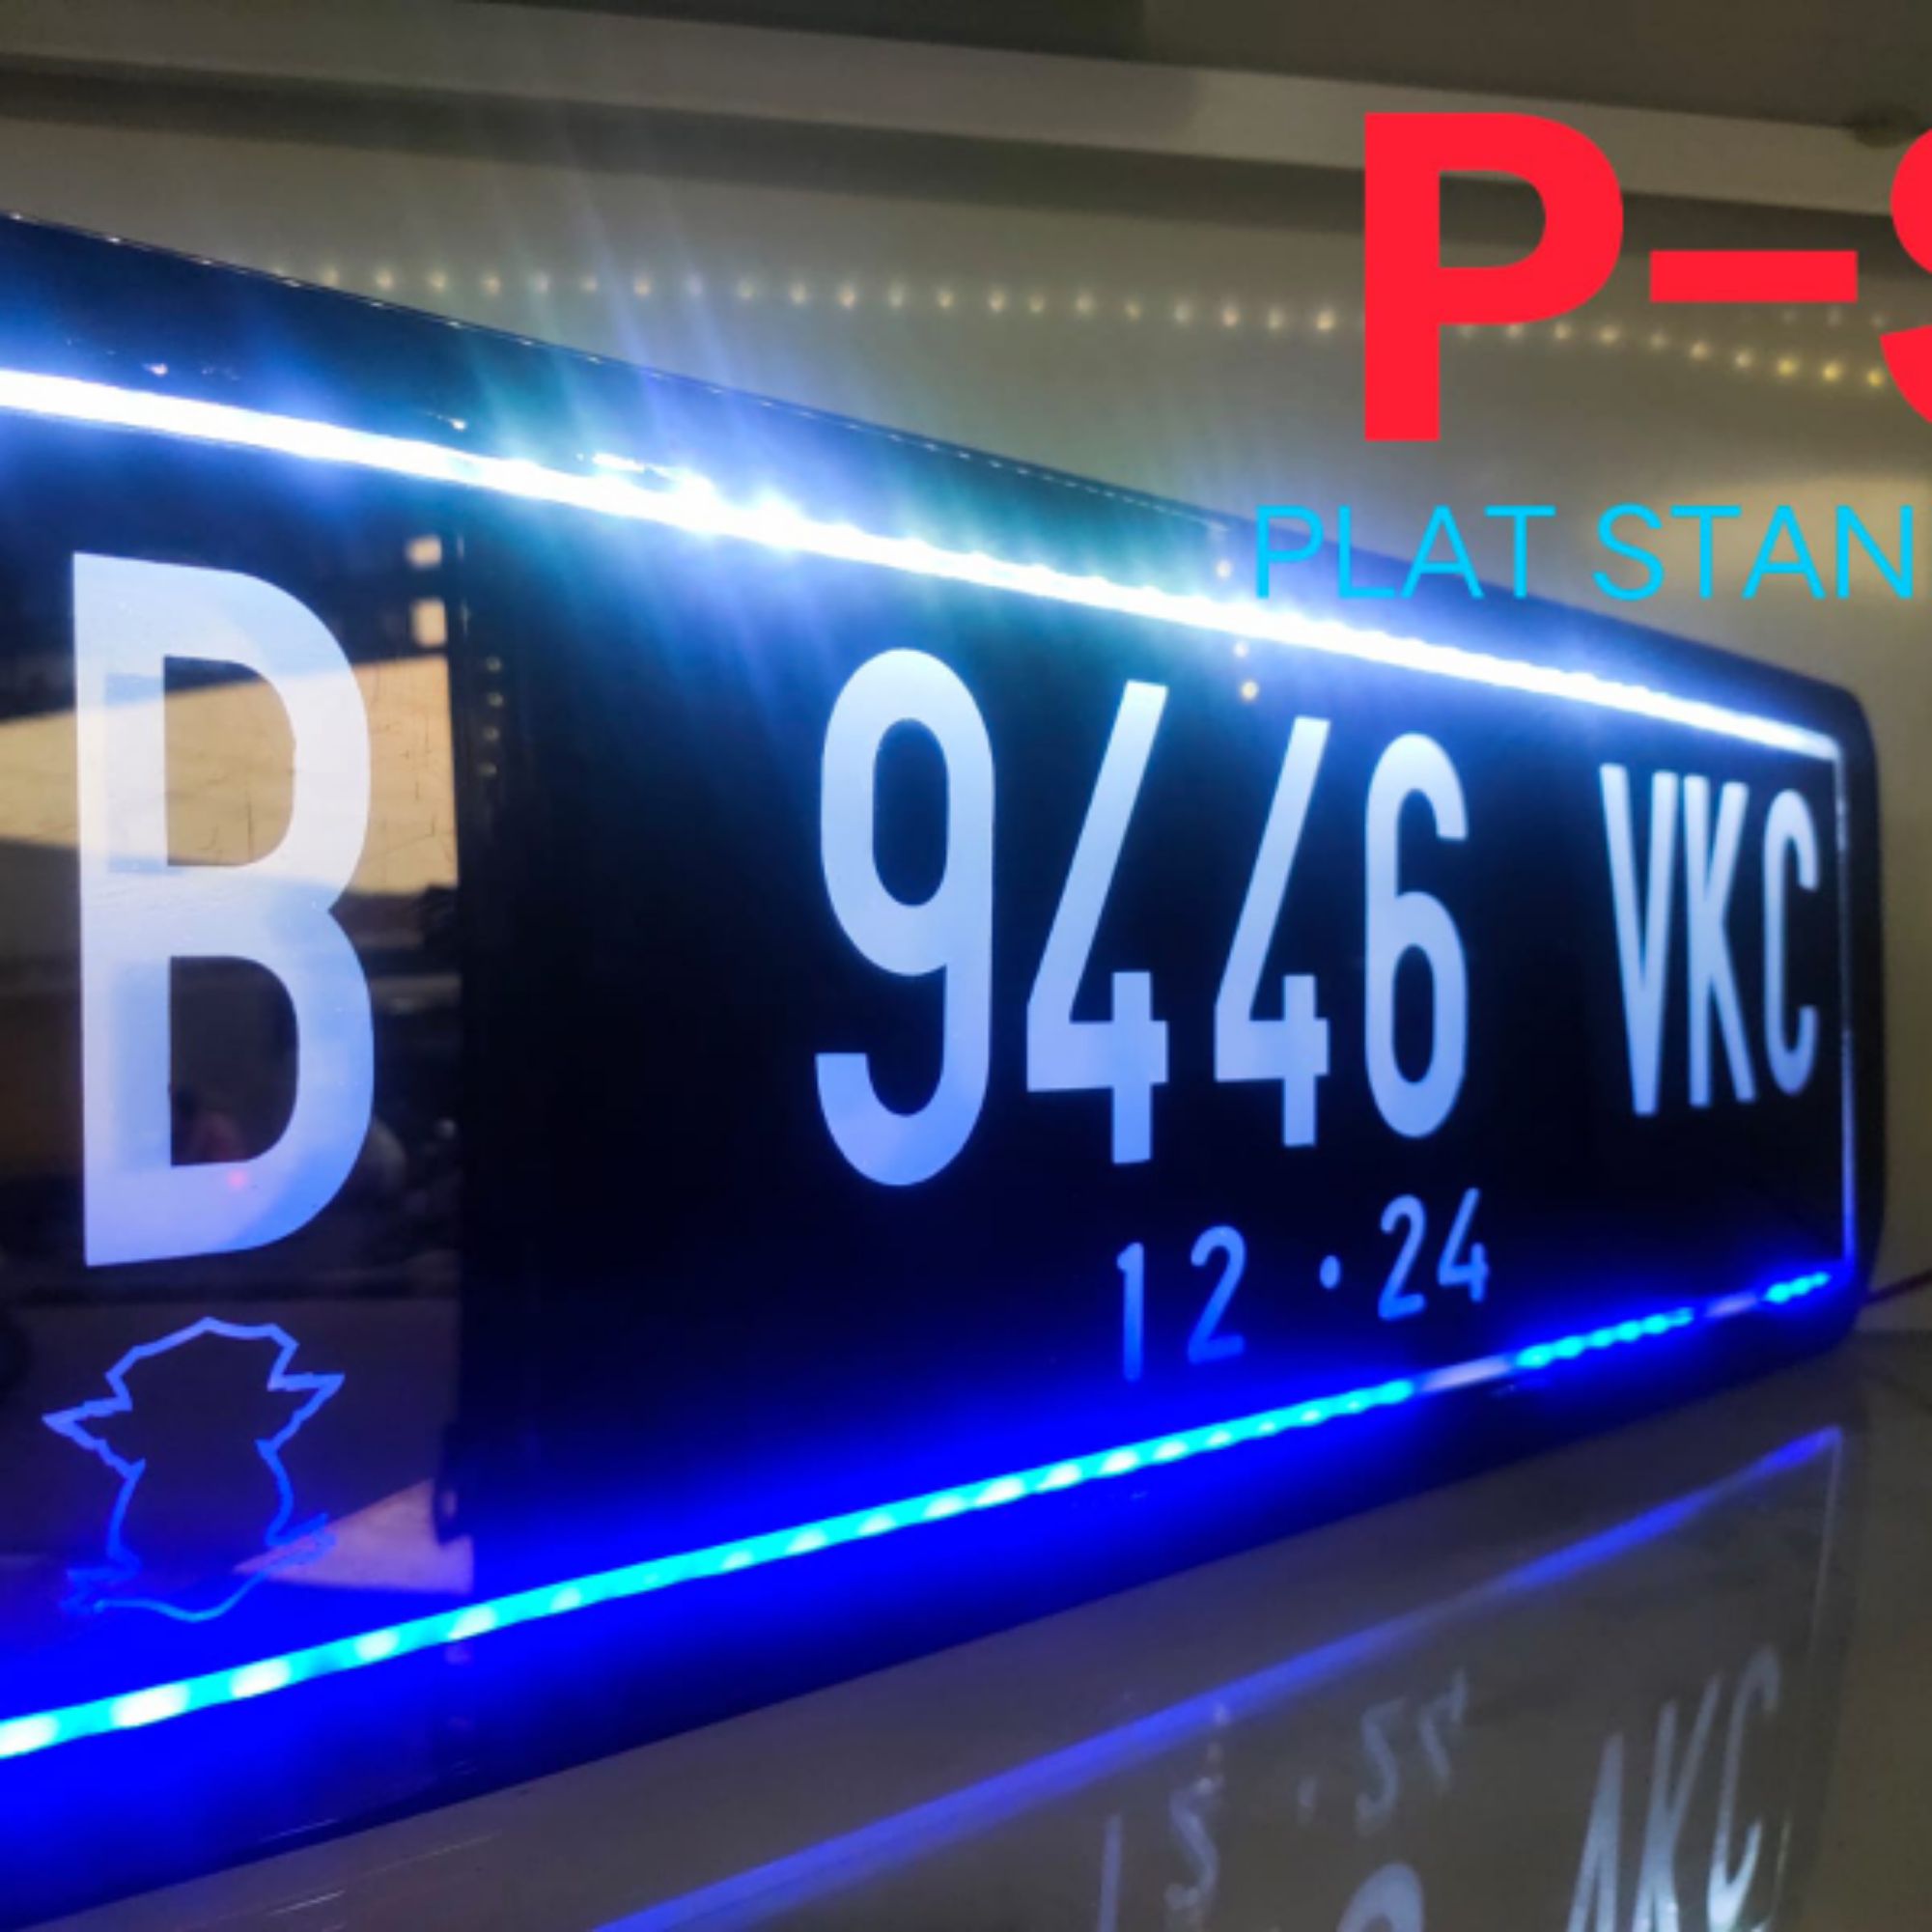 P-S
PLAT STAN
B 9446 VKC
12 · 24